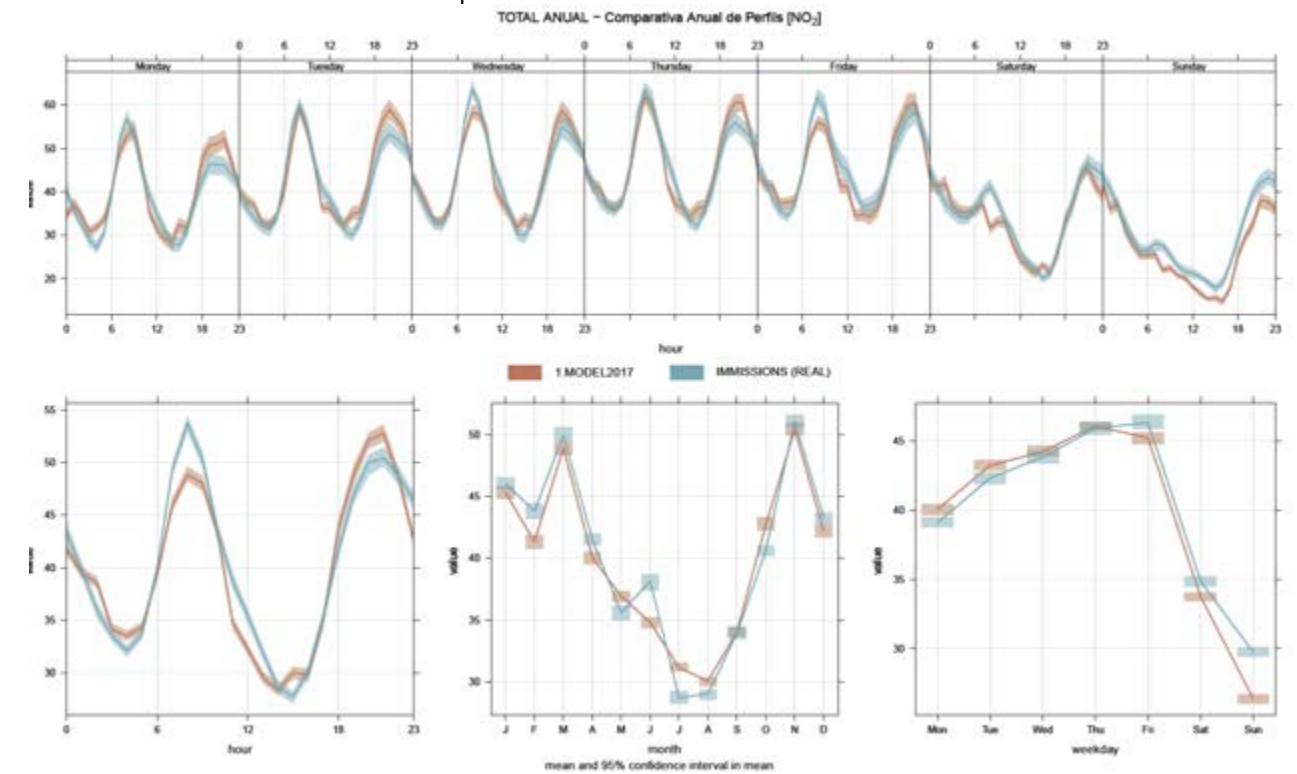 TOTAL ANUAL – Comparativa Anual de Perfils [NO2]
0 6 12 18 23 0 6 12 18 23 0 6 12 18 23
Monday Tuesday Wednesday Thursday Friday Saturday Sunday
60
50
40
30
20
0 6 12 18 23 0 6 12 18 23 0 6 12 18 23 0 6 12 18 23
hour
1.MODEL2017 IMMISSIONS (REAL)
55
50
45
40
35
30
0 6 12 18 23
hour
value
50
45
40
35
30
J F M A M J J A S O N D
month
mean and 95% confidence interval in mean
value
45
40
35
30
Mon Tue Wed Thu Fri Sat Sun
weekday